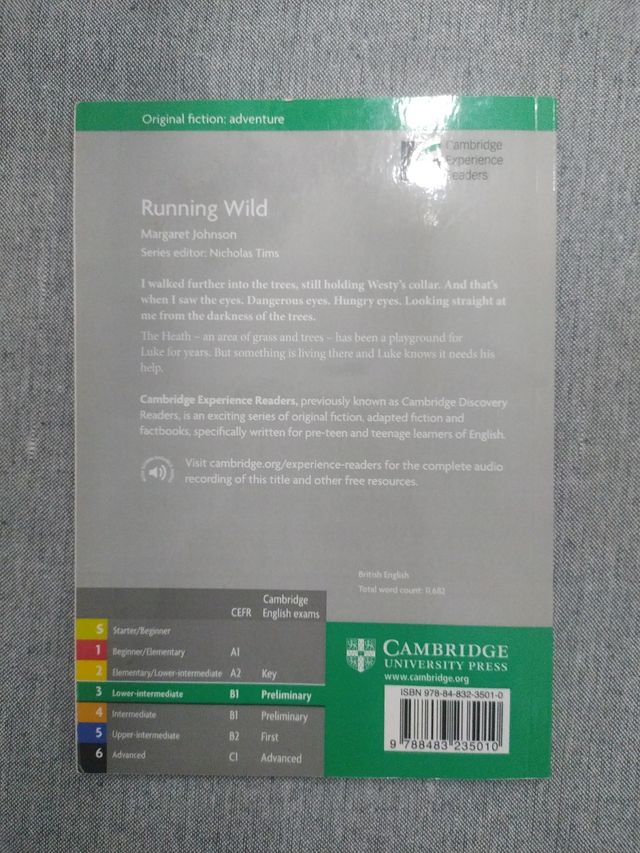 Original fiction: adventure
Cambridge
Experience
Readers
Running Wild
Margaret Johnson
Series editor: Nicholas Tims
I walked further into the trees, still holding Westy's collar. And that's
when I saw the eyes. Dangerous eyes. Hungry eyes. Looking straight at
me from the darkness of the trees.
The Heath – an area of grass and trees – has been a playground for
Luke for years. But something is living there and Luke knows it needs his
help.
Cambridge Experience Readers, previously known as Cambridge Discovery
Readers, is an exciting series of original fiction, adapted fiction and
factbooks, specifically written for pre-teen and teenage learners of English.
Visit cambridge.org/experience-readers for the complete audio
recording of this title and other free resources.
British English
Total word count: 11,682
CEFR Cambridge English exams
S Starter/Beginner
1 Beginner/Elementary A1
2 Elementary/Lower-intermediate A2 Key
3 Lower-intermediate B1 Preliminary
4 Intermediate B1 Preliminary
5 Upper-intermediate B2 First
6 Advanced C1 Advanced
CAMBRIDGE
UNIVERSITY PRESS
www.cambridge.org
ISBN 978-84-832-3501-0
9 788483 235010